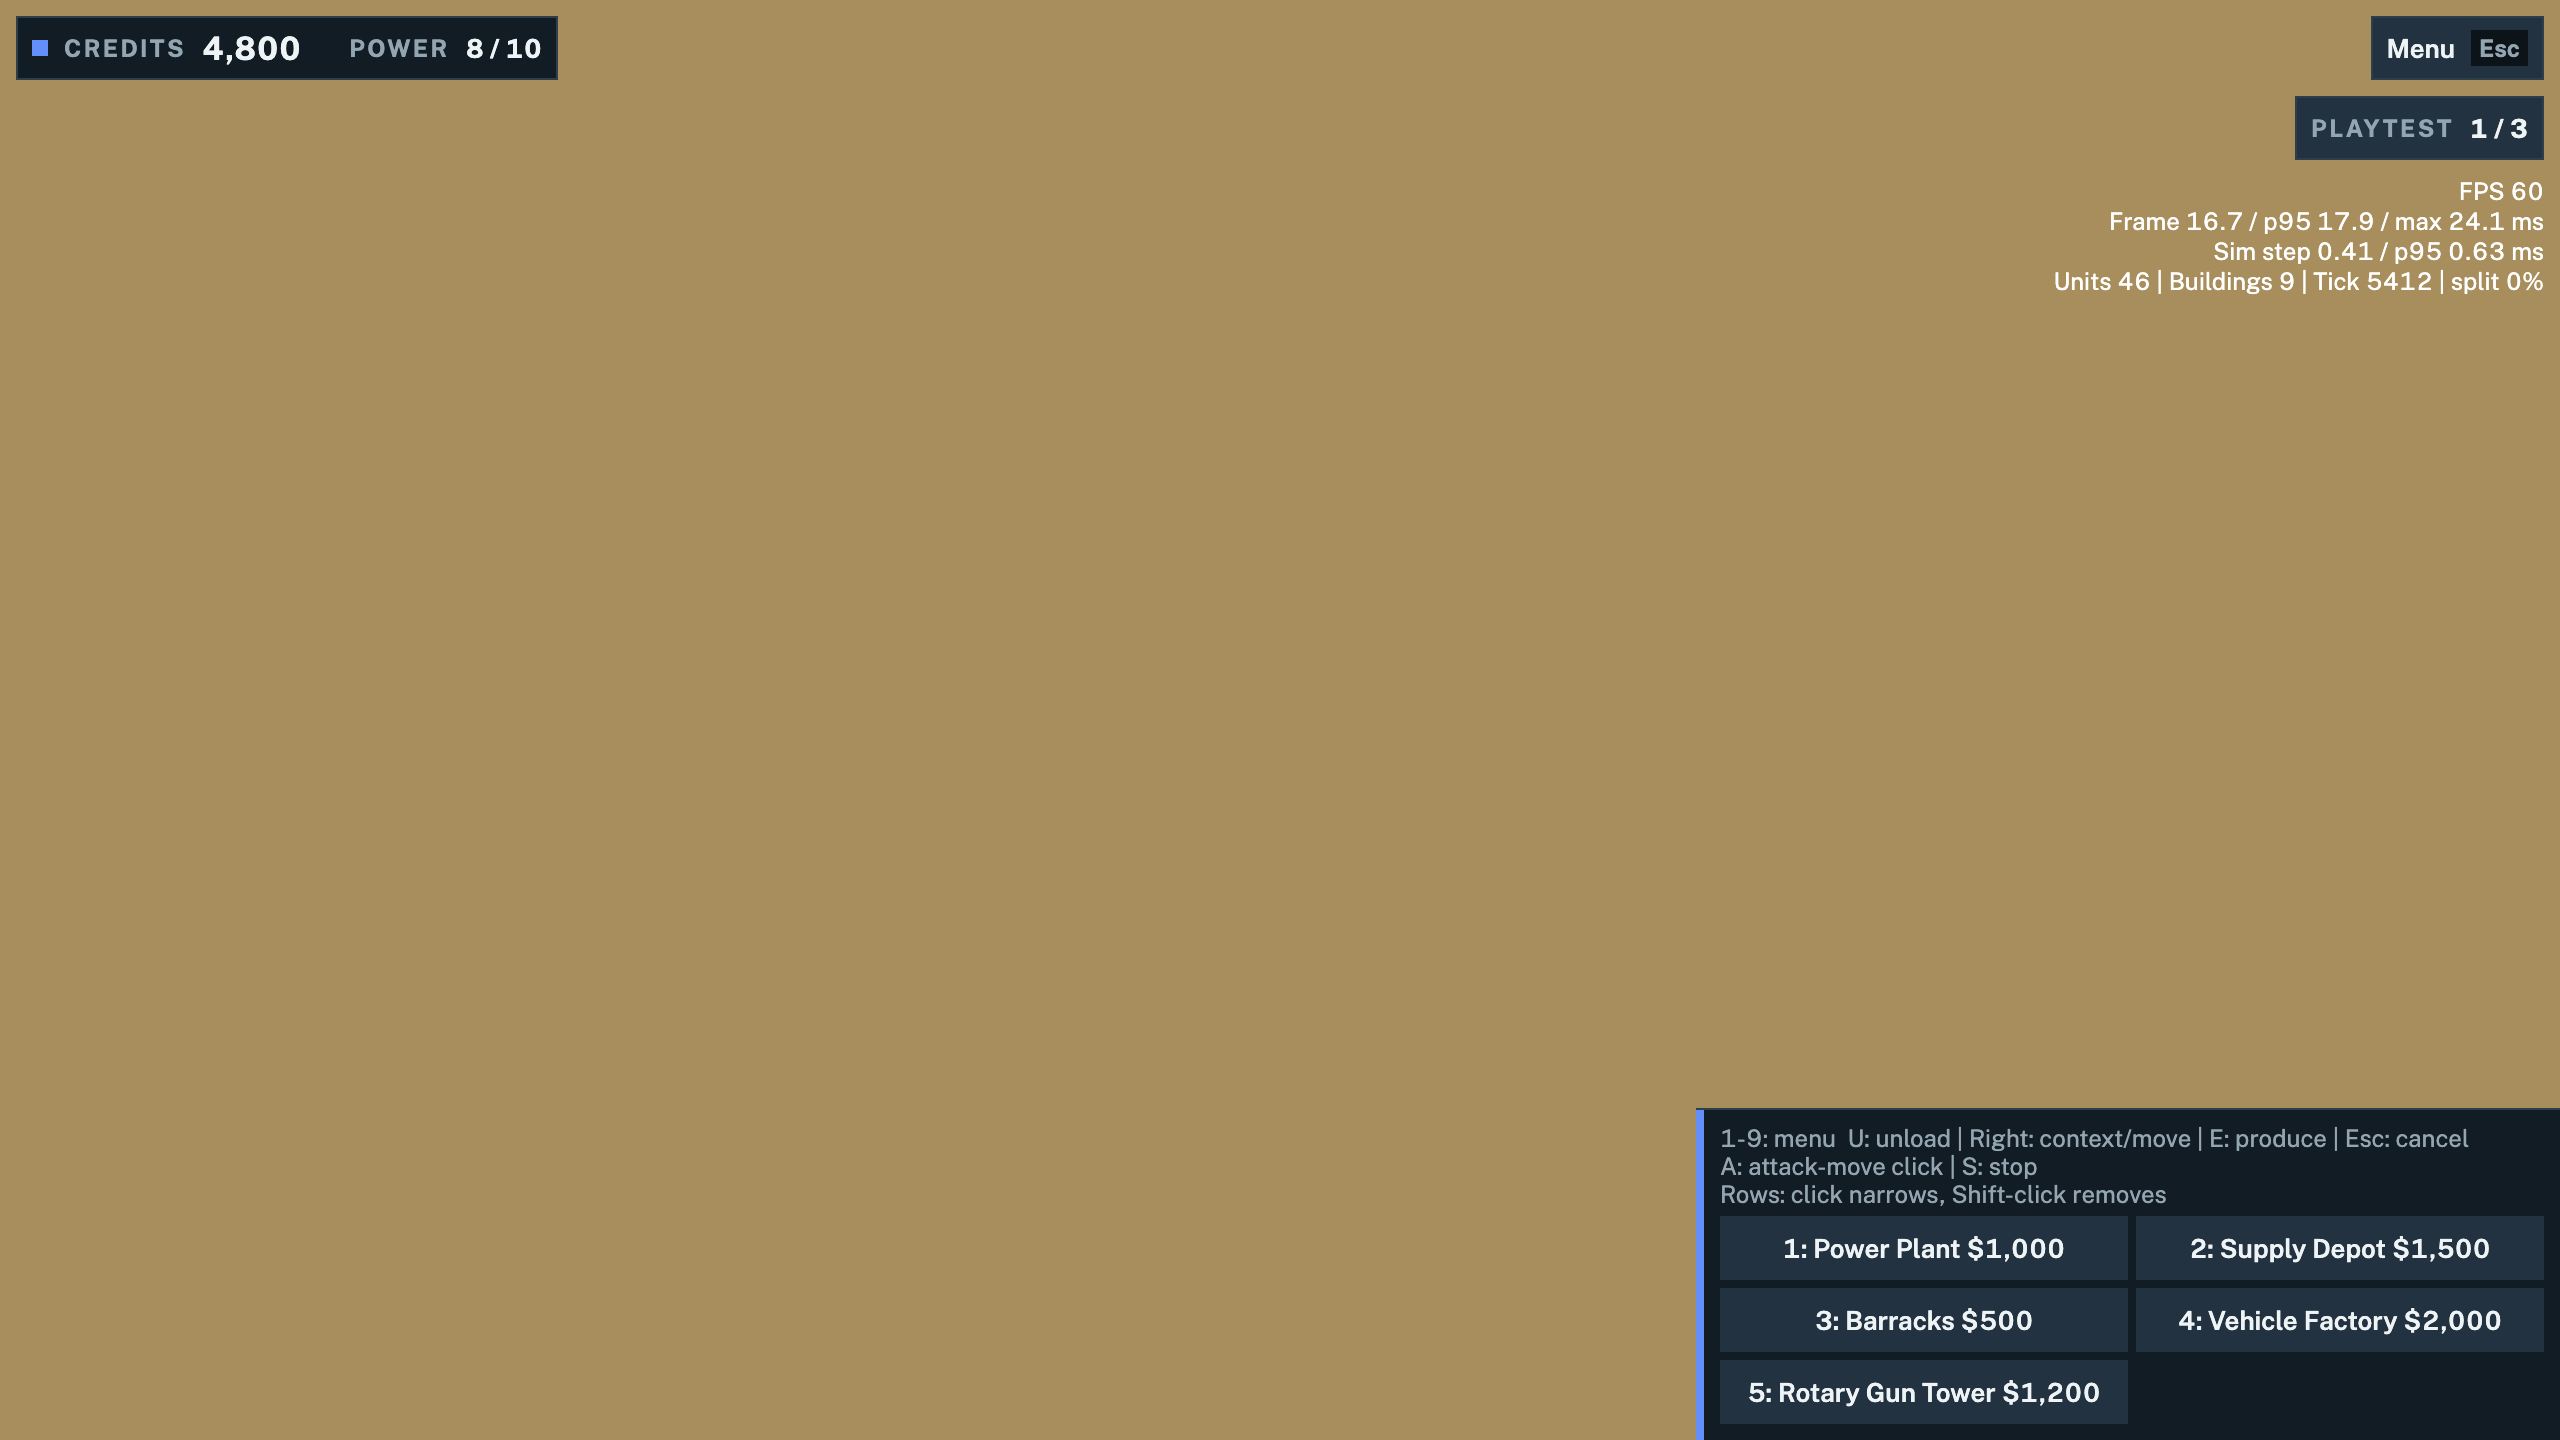 CREDITS 4,800 POWER 8 / 10
Menu Esc
PLAYTEST 1 / 3
FPS 60
Frame 16.7 / p95 17.9 / max 24.1 ms
Sim step 0.41 / p95 0.63 ms
Units 46 | Buildings 9 | Tick 5412 | split 0%
1-9: menu  U: unload | Right: context/move | E: produce | Esc: cancel
A: attack-move click | S: stop
Rows: click narrows, Shift-click removes
1: Power Plant $1,000
2: Supply Depot $1,500
3: Barracks $500
4: Vehicle Factory $2,000
5: Rotary Gun Tower $1,200